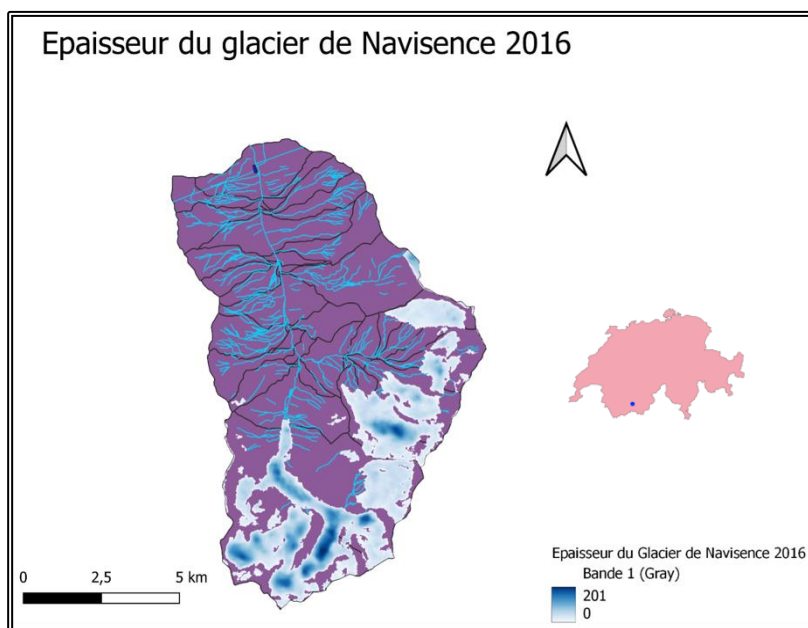 Epaisseur du glacier de Navisence 2016
0 2,5 5 km
Epaisseur du Glacier de Navisence 2016
Bande 1 (Gray)
201
0